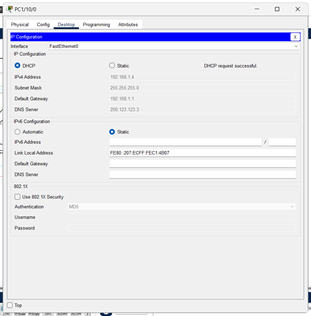 PC1/10/0
Physical Config Desktop Programming Attributes
IP Configuration X
Interface FastEthernet0
IP Configuration
DHCP Static DHCP request successful.
IPv4 Address 192.168.1.4
Subnet Mask 255.255.255.0
Default Gateway 192.168.1.1
DNS Server 200.123.123.3
IPv6 Configuration
Automatic Static
IPv6 Address /
Link Local Address FE80::207:ECFF:FEC1:4B07
Default Gateway
DNS Server
802.1X
Use 802.1X Security
Authentication MD5
Username
Password
Top